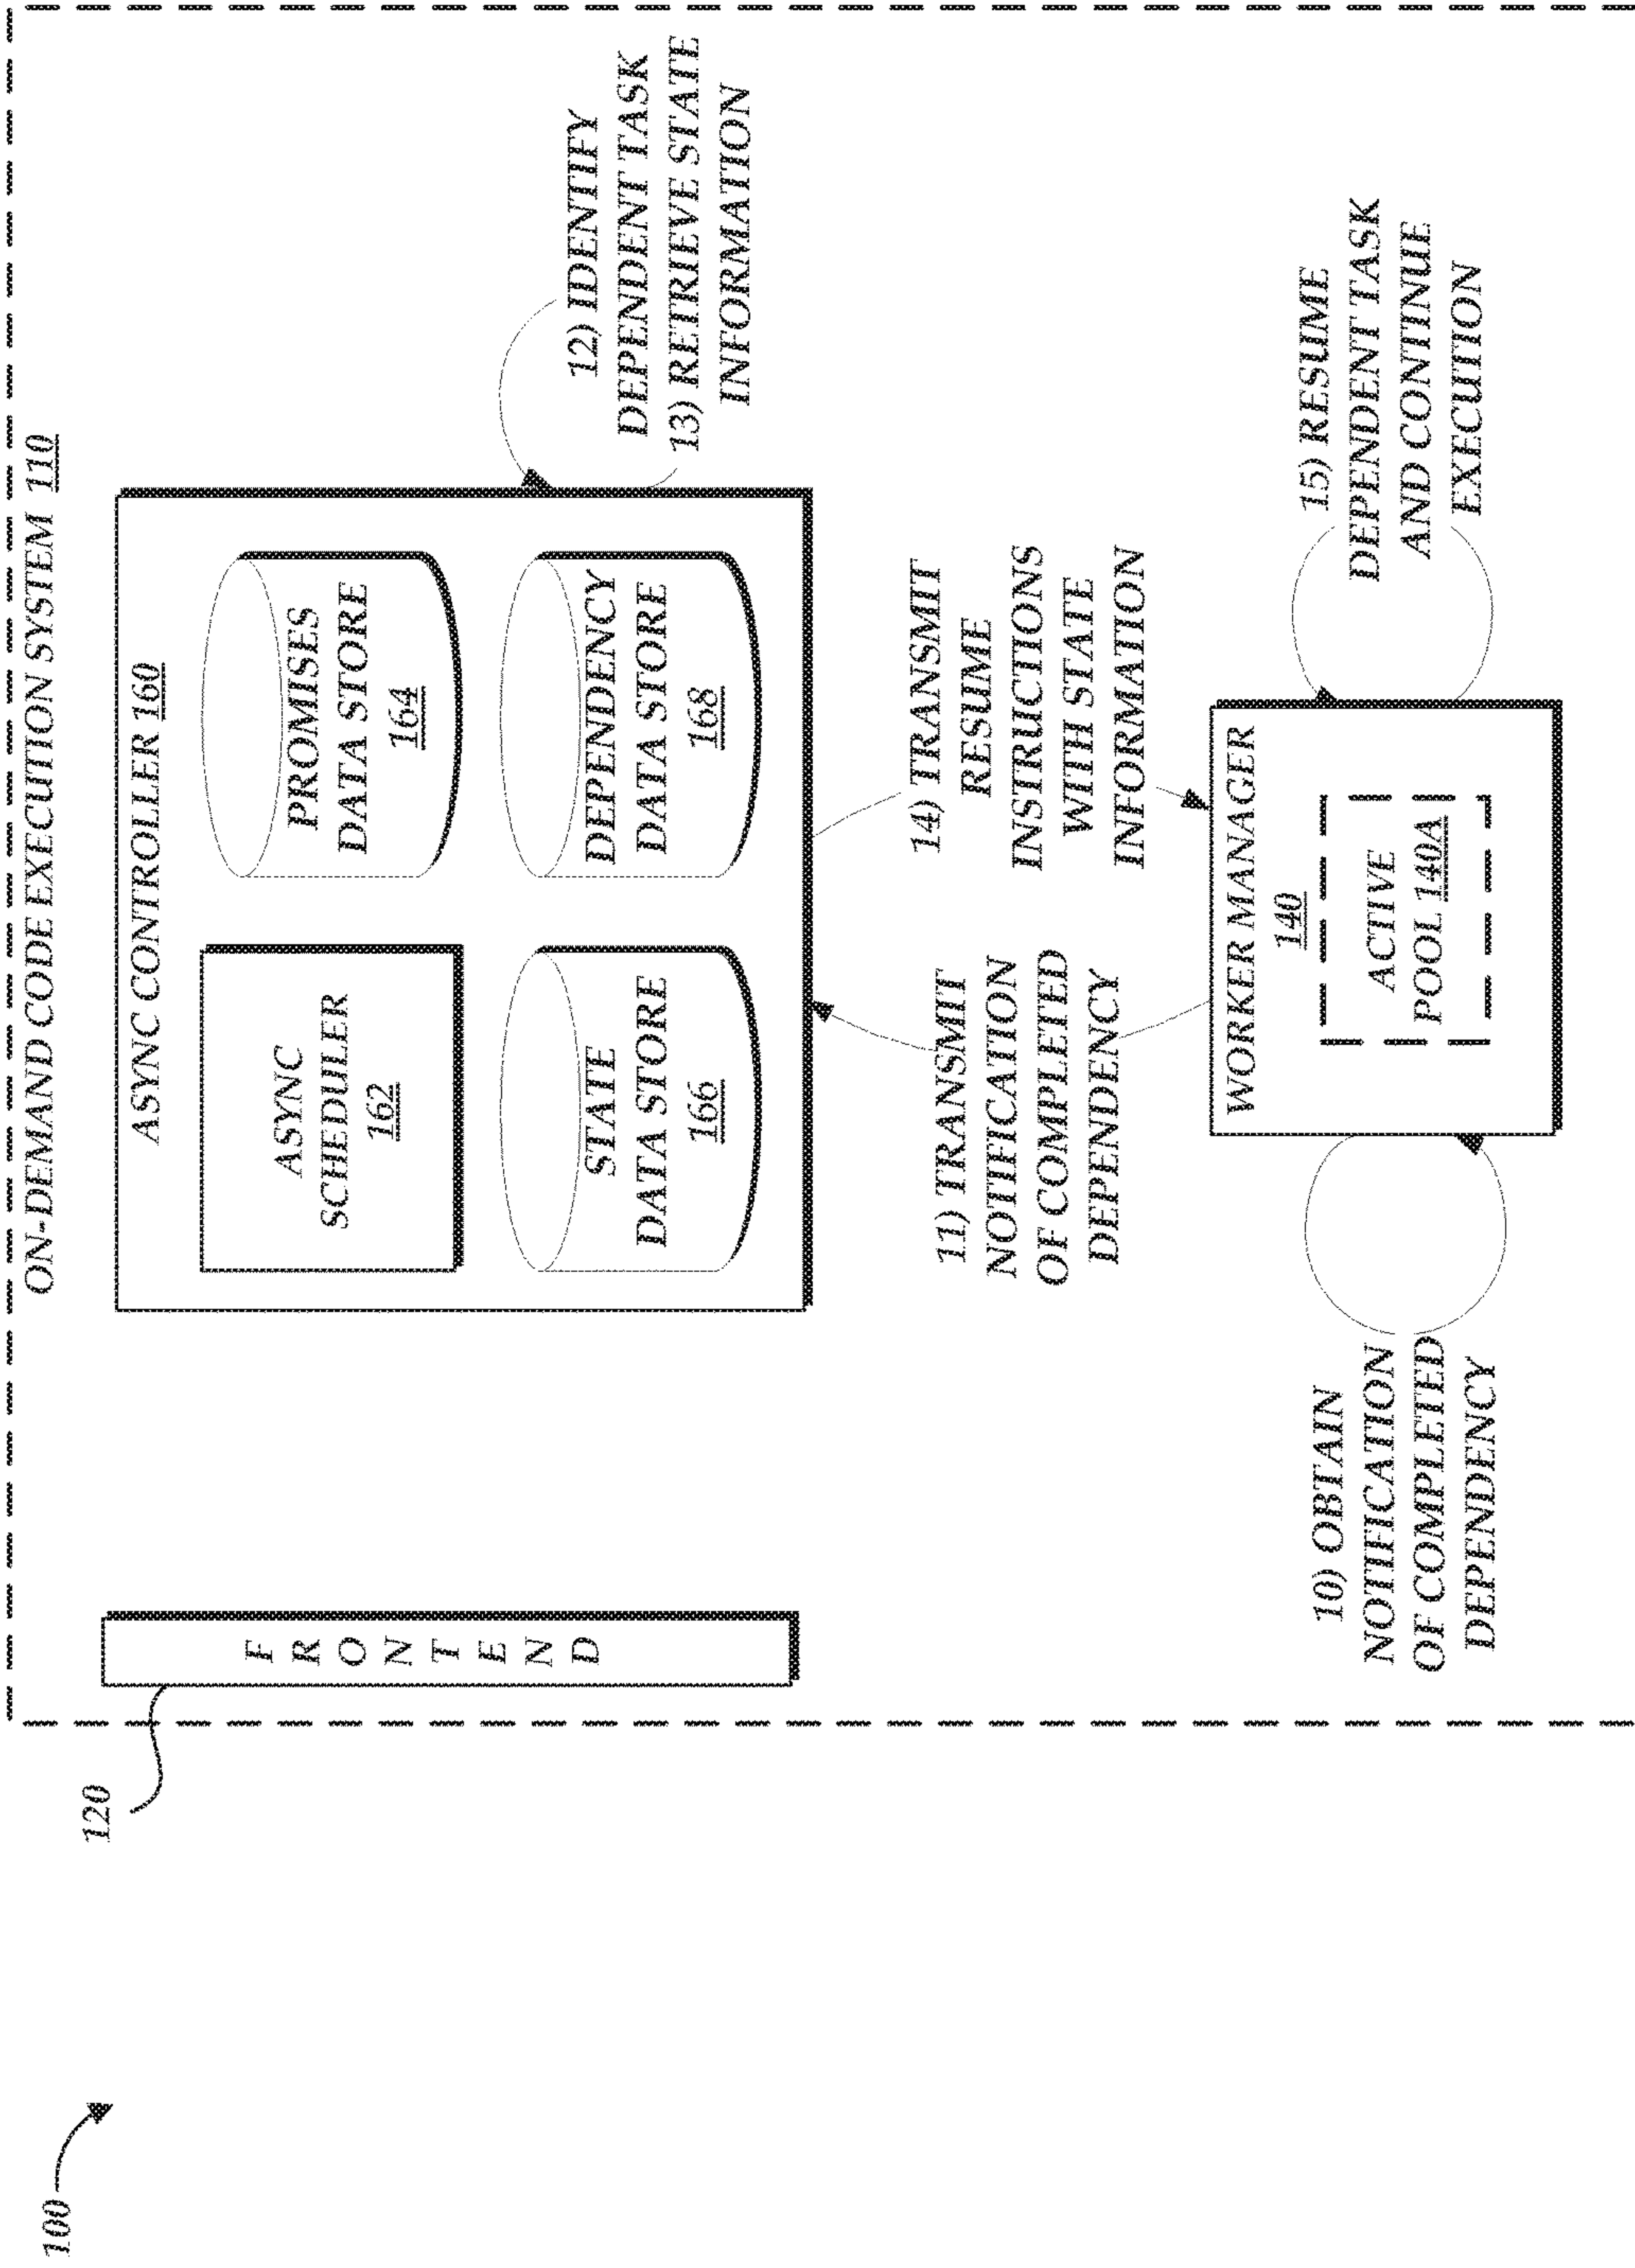 100
120
ON-DEMAND CODE EXECUTION SYSTEM 110
F
R
O
N
T
E
N
D
ASYNC CONTROLLER 160
ASYNC
SCHEDULER
162
PROMISES
DATA STORE
164
STATE
DATA STORE
166
DEPENDENCY
DATA STORE
168
12) IDENTIFY
DEPENDENT TASK
13) RETRIEVE STATE
INFORMATION
11) TRANSMIT
NOTIFICATION
OF COMPLETED
DEPENDENCY
14) TRANSMIT
RESUME
INSTRUCTIONS
WITH STATE
INFORMATION
10) OBTAIN
NOTIFICATION
OF COMPLETED
DEPENDENCY
WORKER MANAGER
140
ACTIVE
POOL 140A
15) RESUME
DEPENDENT TASK
AND CONTINUE
EXECUTION